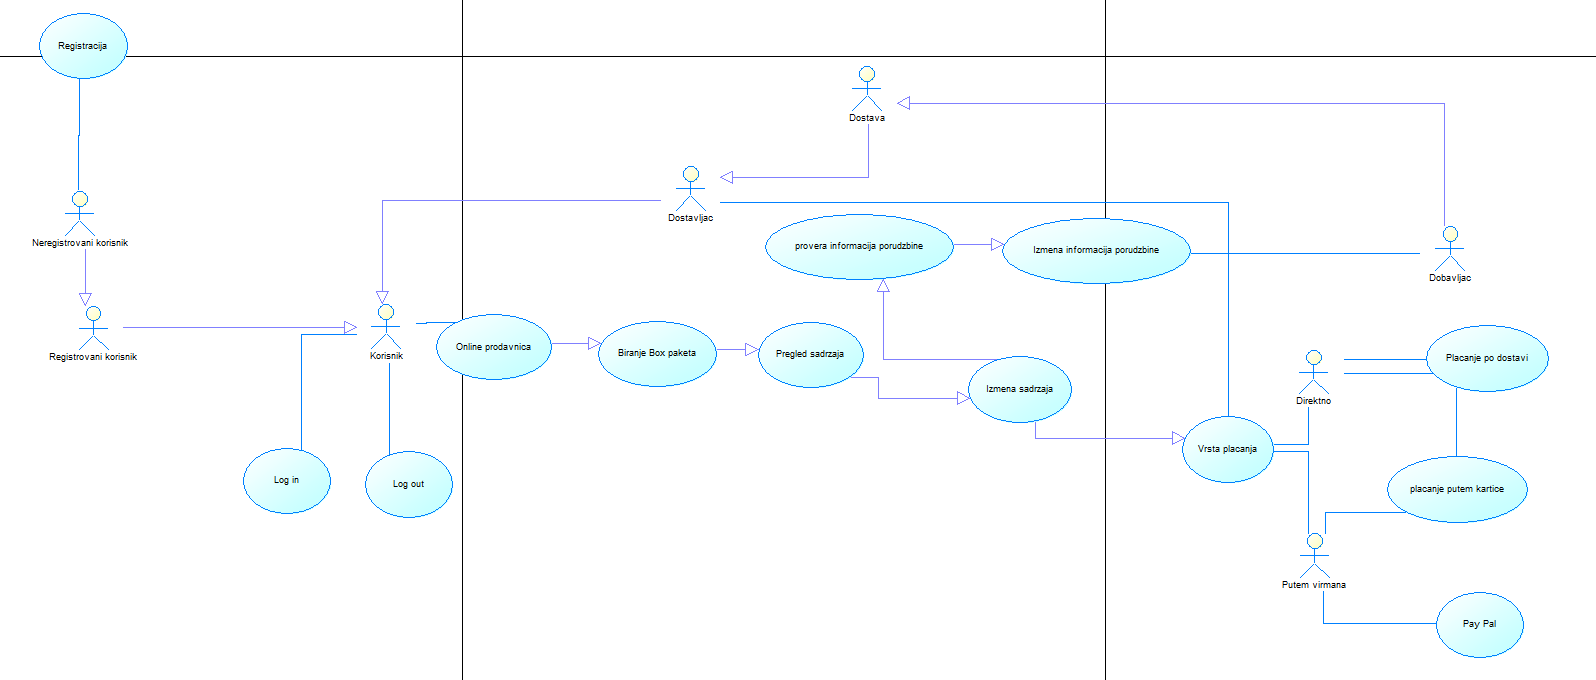 Registracija
Dostava
Dostavljac
Neregistrovani korisnik
provera informacija porudzbine
Izmena informacija porudzbine
Dobavljac
Registrovani korisnik
Korisnik
Online prodavnica
Biranje Box paketa
Pregled sadrzaja
Izmena sadrzaja
Direktno
Placanje po dostavi
Vrsta placanja
Log in
Log out
placanje putem kartice
Putem virmana
Pay Pal